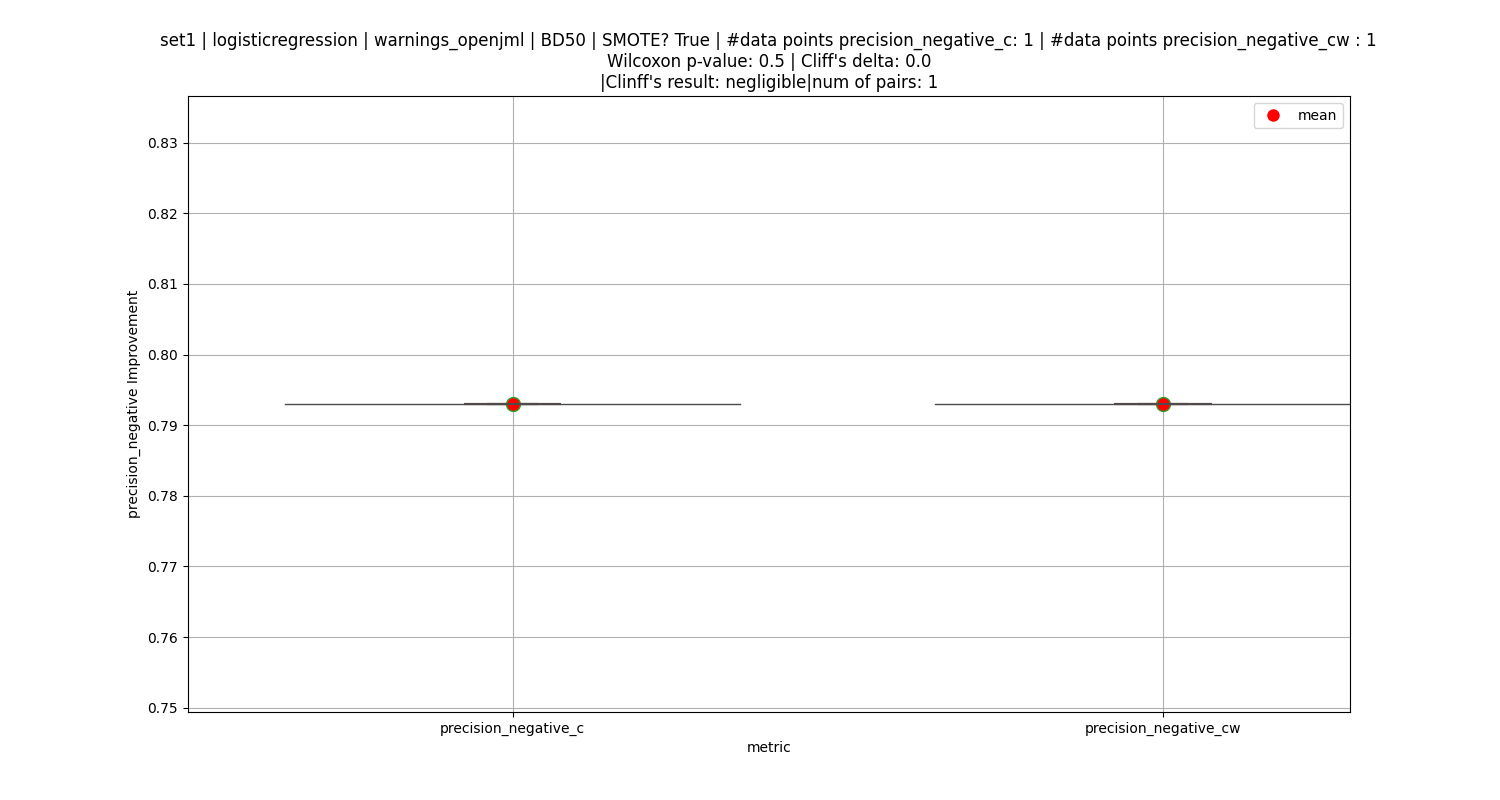 set1 | logisticregression | warnings_openjml | BD50 | SMOTE? True | #data points precision_negative_c: 1 | #data points precision_negative_cw : 1
Wilcoxon p-value: 0.5 | Cliff's delta: 0.0
|Clinff's result: negligible|num of pairs: 1
mean
precision_negative Improvement
0.83
0.82
0.81
0.80
0.79
0.78
0.77
0.76
0.75
precision_negative_c
precision_negative_cw
metric